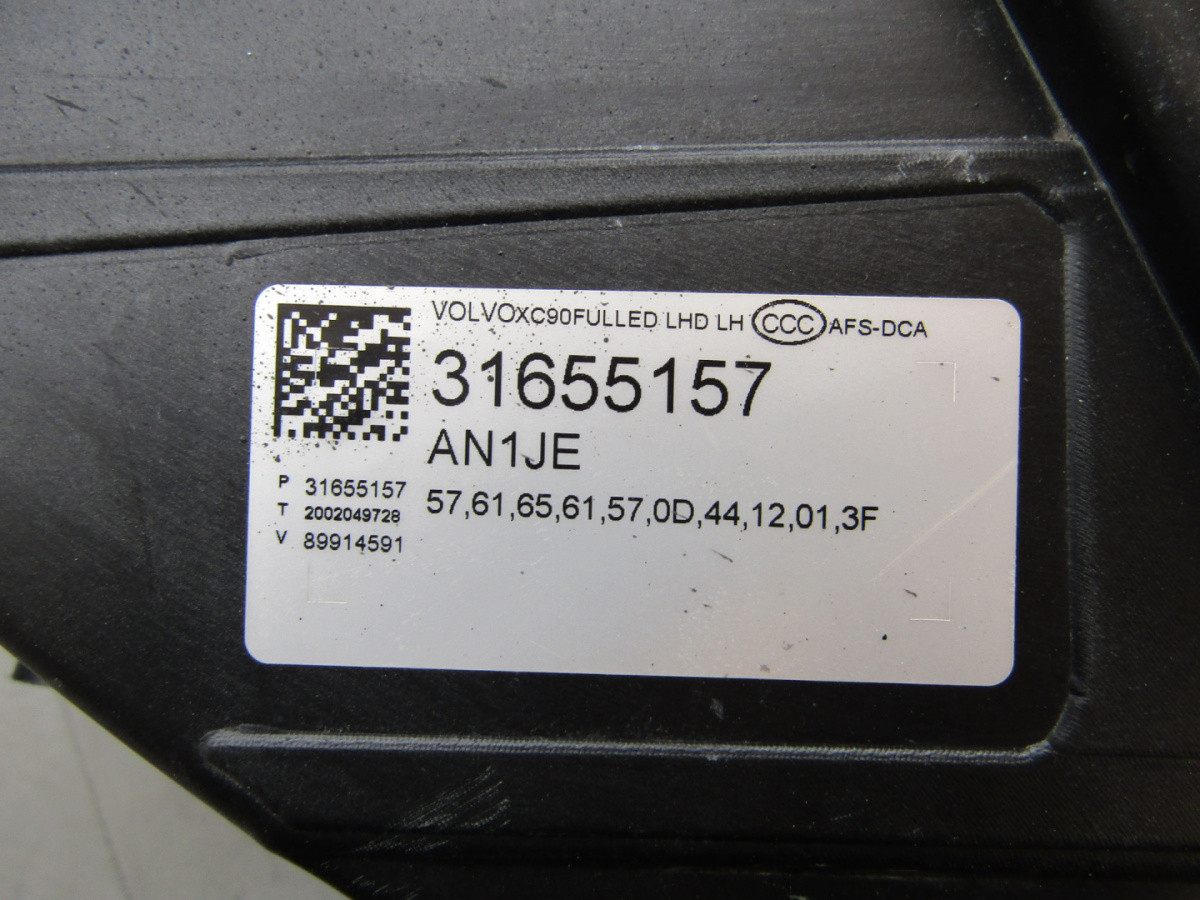 VOLVOXC90FULLED LHD LH CCC AFS-DCA
31655157
AN1JE
57,61,65,61,57,0D,44,12,01,3F
P 31655157
T 2002049728
V 89914591